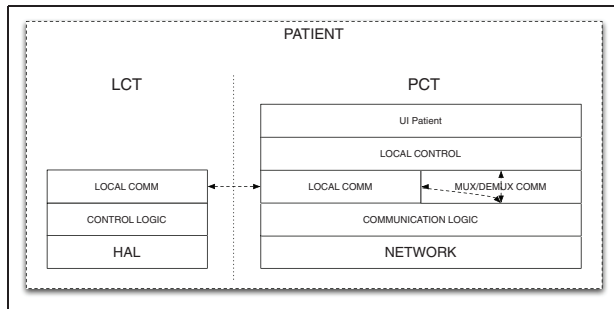 PATIENT
LCT
PCT
UI Patient
LOCAL CONTROL
LOCAL COMM
LOCAL COMM
MUX/DEMUX COMM
CONTROL LOGIC
COMMUNICATION LOGIC
HAL
NETWORK